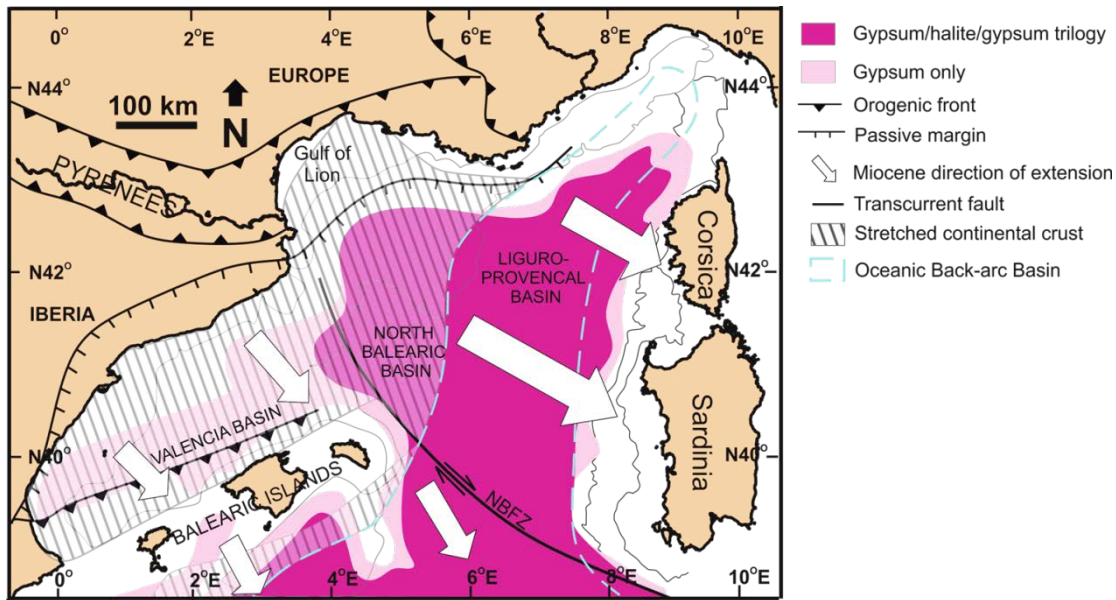 0° 2°E 4°E 6°E 8°E 10°E
EUROPE
N44° N44°
100 km
N
Gulf of
Lion
PYRENEES
Corsica
N42° N42°
LIGURO-
PROVENCAL
BASIN
IBERIA
NORTH
BALEARIC
BASIN
Sardinia
VALENCIA BASIN
N40° N40°
BALEARIC ISLANDS
NBFZ
0° 2°E 4°E 6°E 8°E 10°E
Gypsum/halite/gypsum trilogy
Gypsum only
Orogenic front
Passive margin
Miocene direction of extension
Transcurrent fault
Stretched continental crust
Oceanic Back-arc Basin